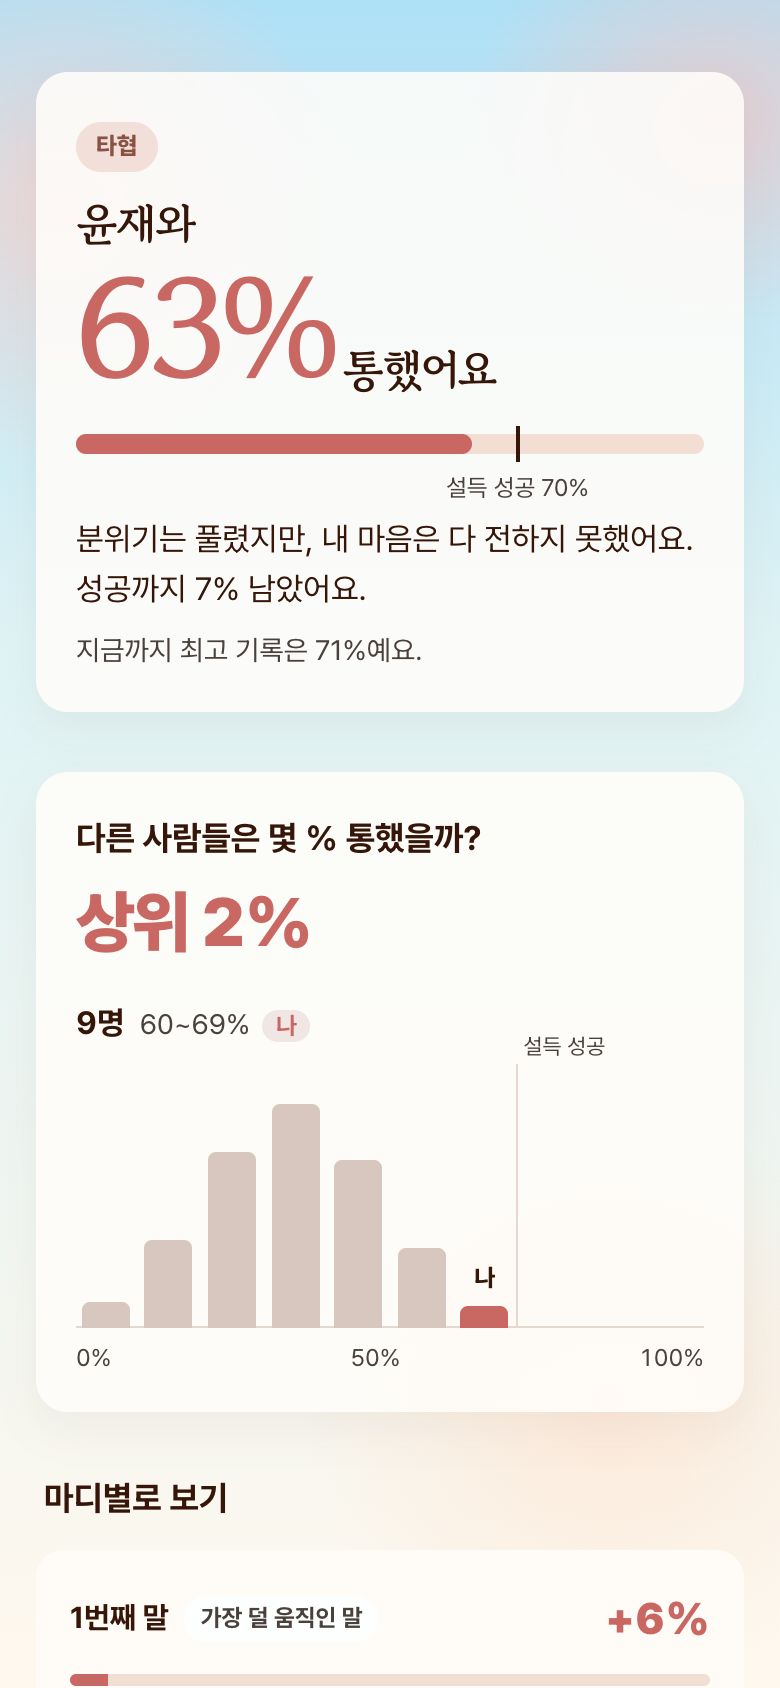 타협
윤재와
63% 통했어요
설득 성공 70%
분위기는 풀렸지만, 내 마음은 다 전하지 못했어요.
성공까지 7% 남았어요.
지금까지 최고 기록은 71%예요.
다른 사람들은 몇 % 통했을까?
상위 2%
9명 60~69% 나
설득 성공
나
0% 50% 100%
마디별로 보기
1번째 말 가장 덜 움직인 말 +6%